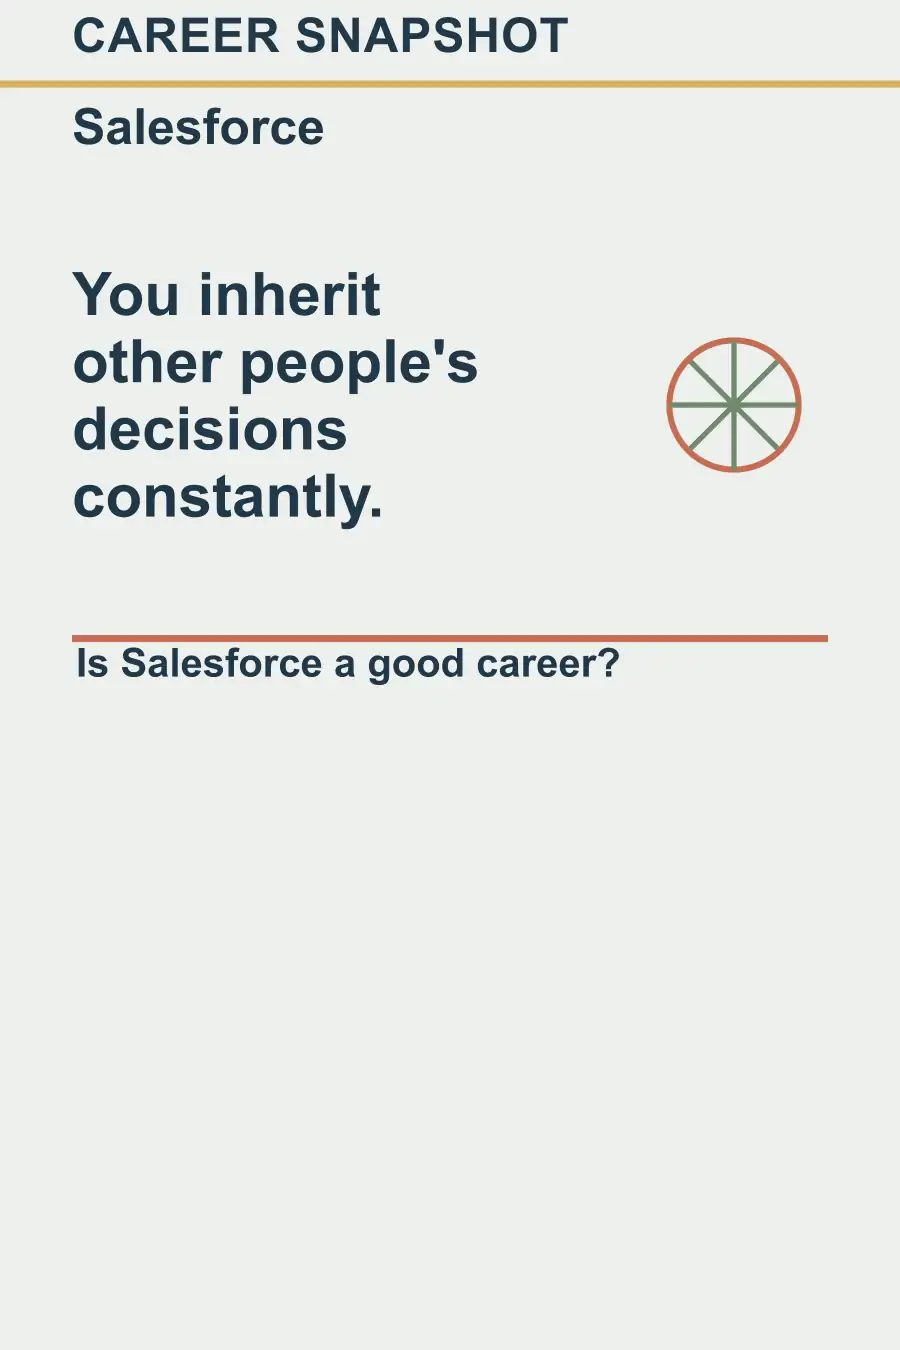 CAREER SNAPSHOT
Salesforce
You inherit
other people's
decisions
constantly.
Is Salesforce a good career?